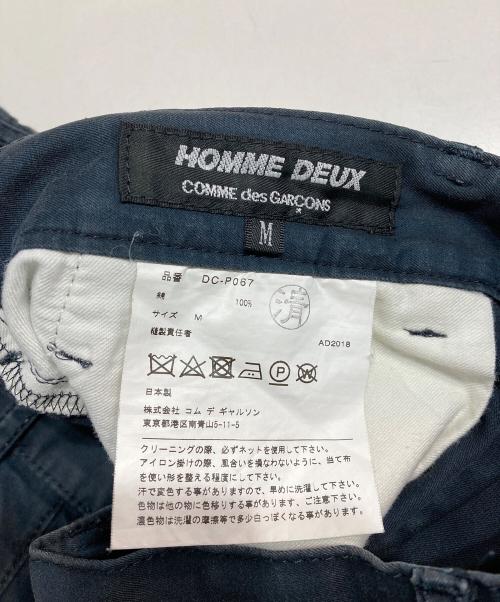 HOMME DEUX
COMME des GARÇONS
M
品番 DC-P067
綿 100%
サイズ M
縫製責任者 清
AD2018
P W
日本製
株式会社 コム デ ギャルソン
東京都港区南青山5-11-5
クリーニングの際、必ずネットを使用して下さい。
アイロン掛けの際、風合いを損なわないように、当て布
を使い形を整えて下さい。
汗で変色する事がありますので、早めに洗濯して下さい。
色物は他の物に色移りする事があります、ご注意下さい。
濃色物は洗濯の摩擦等で多少白っぽくなる事があります。